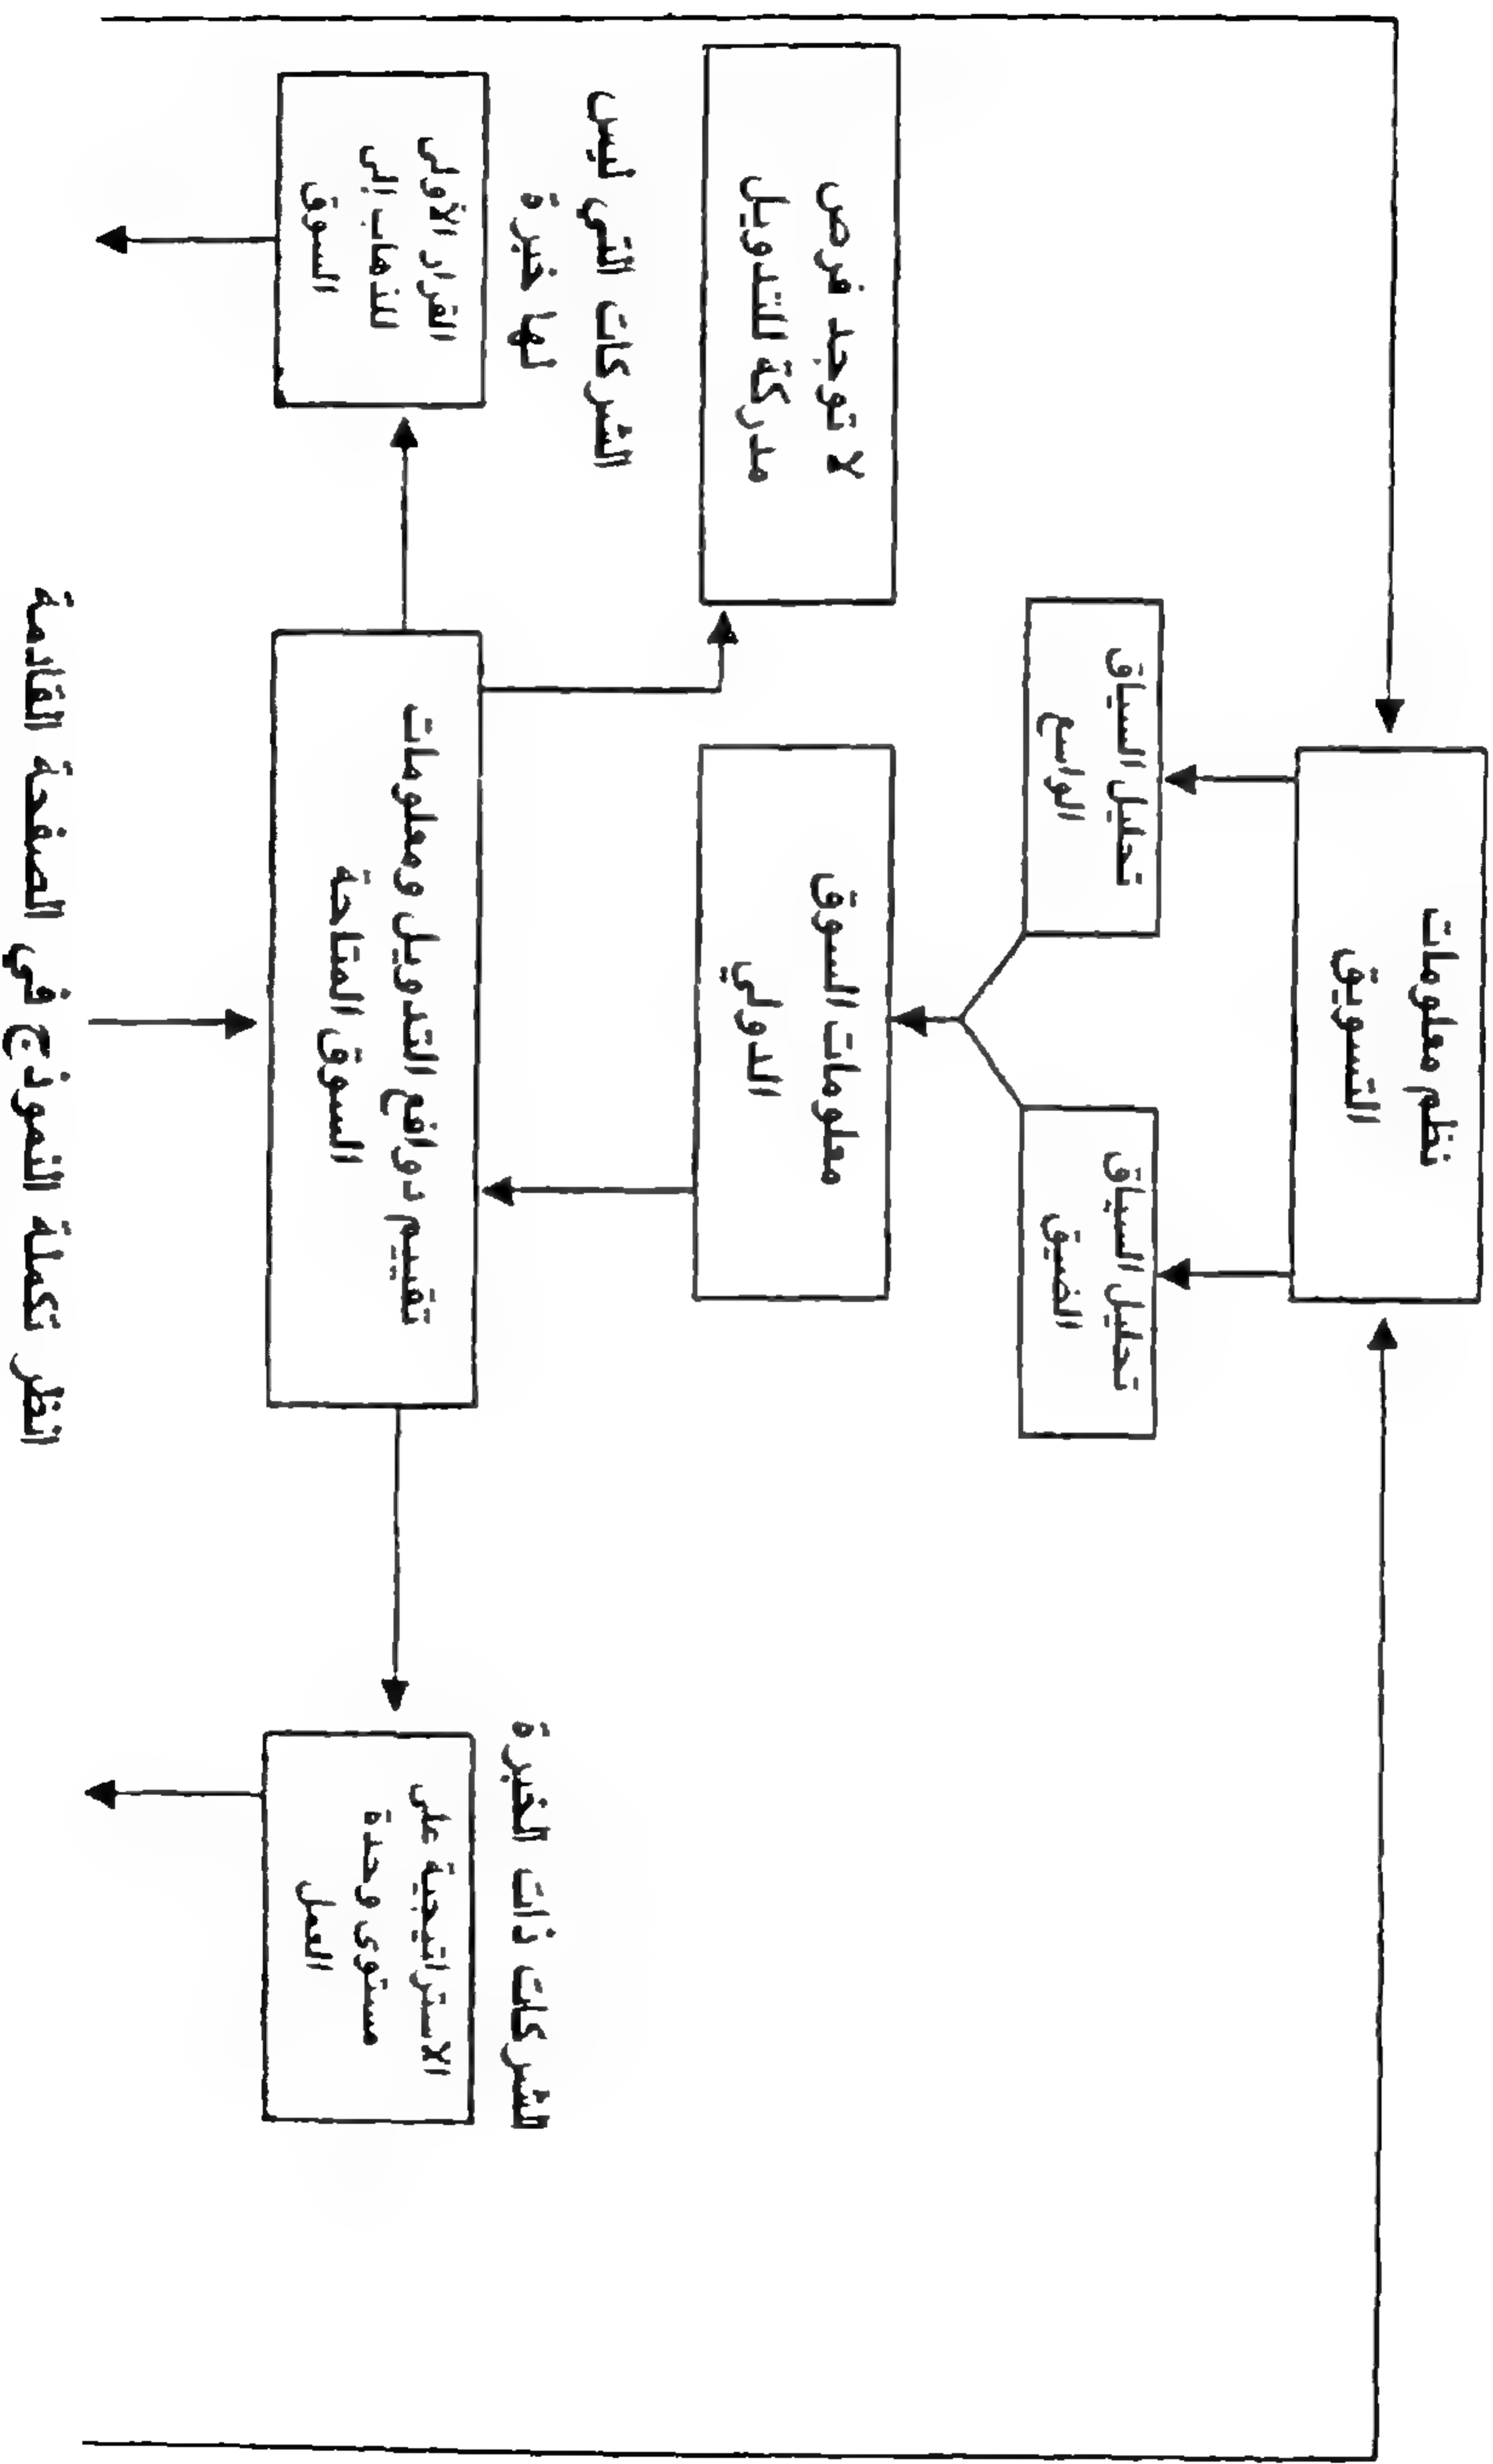 نظم معلومات
التسويق
تحليل السياق
الواسع
تحليل السياق
الضيق
معلومات السوق
الدولي
لا توجد فرص
مدركة للتدويل
تقييم دوافع التدويل ومعلومات
السوق المتاحة
الشركات التي ليس
لها خبرة
القرار الأولى
للذهاب إلى
السوق
الشركات ذات الخبرة
الاستراتيجية على
مستوى وحدة
العمل
انظر تكملة النموذج في الصفحة القادمة